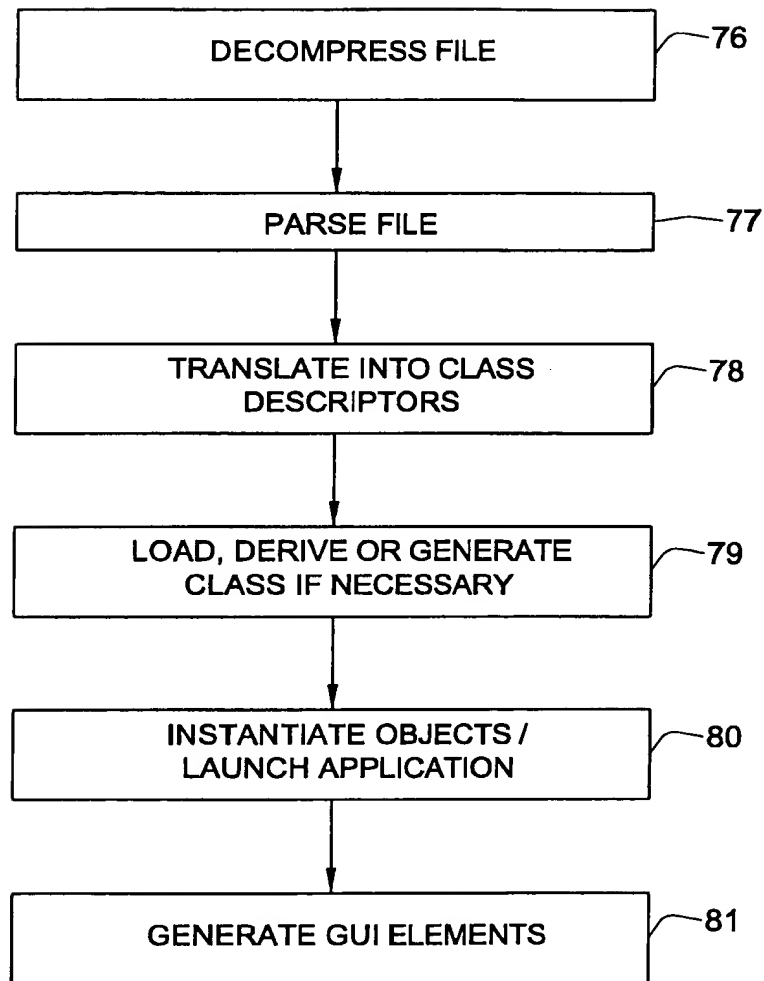 DECOMPRESS FILE
76
PARSE FILE
77
TRANSLATE INTO CLASS
DESCRIPTORS
78
LOAD, DERIVE OR GENERATE
CLASS IF NECESSARY
79
INSTANTIATE OBJECTS /
LAUNCH APPLICATION
80
GENERATE GUI ELEMENTS
81